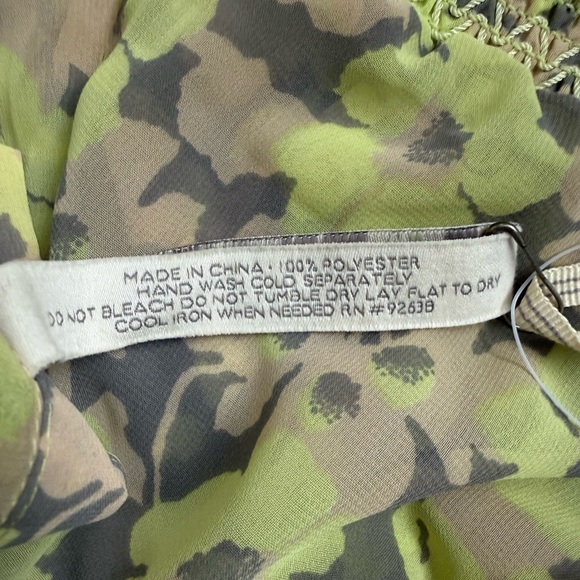 MADE IN CHINA · 100% POLYESTER
HAND WASH COLD SEPARATELY
DO NOT BLEACH DO NOT TUMBLE DRY LAY FLAT TO DRY
COOL IRON WHEN NEEDED RN #92638